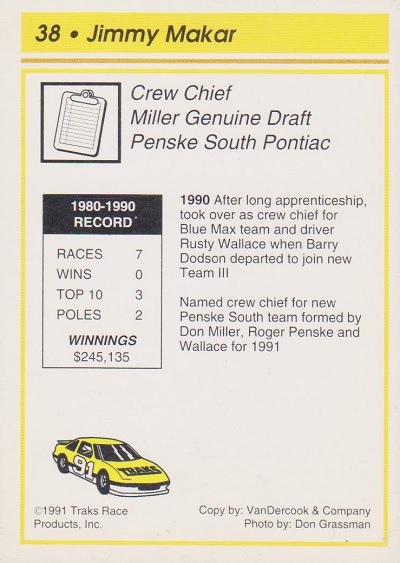 38 • Jimmy Makar
Crew Chief
Miller Genuine Draft
Penske South Pontiac
1980-1990
RECORD
RACES 7
WINS 0
TOP 10 3
POLES 2
WINNINGS
$245,135
1990 After long apprenticeship,
took over as crew chief for
Blue Max team and driver
Rusty Wallace when Barry
Dodson departed to join new
Team III
Named crew chief for new
Penske South team formed by
Don Miller, Roger Penske and
Wallace for 1991
91
TRAKS
©1991 Traks Race
Products, Inc.
Copy by: VanDercook & Company
Photo by: Don Grassman